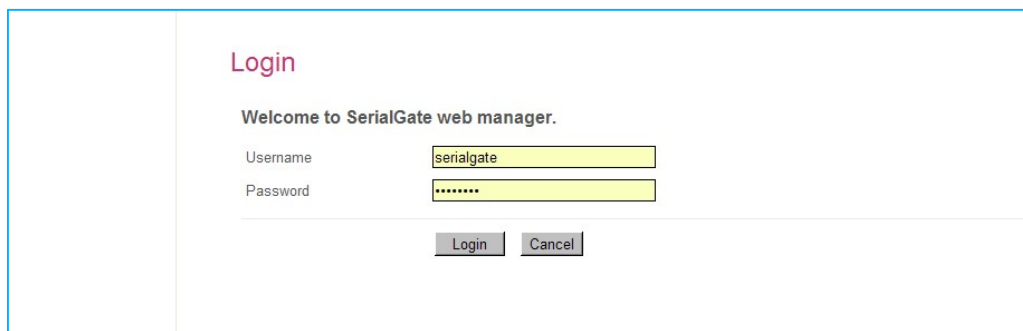 Login
Welcome to SerialGate web manager.
Username serialgate
Password ••••••••
Login Cancel